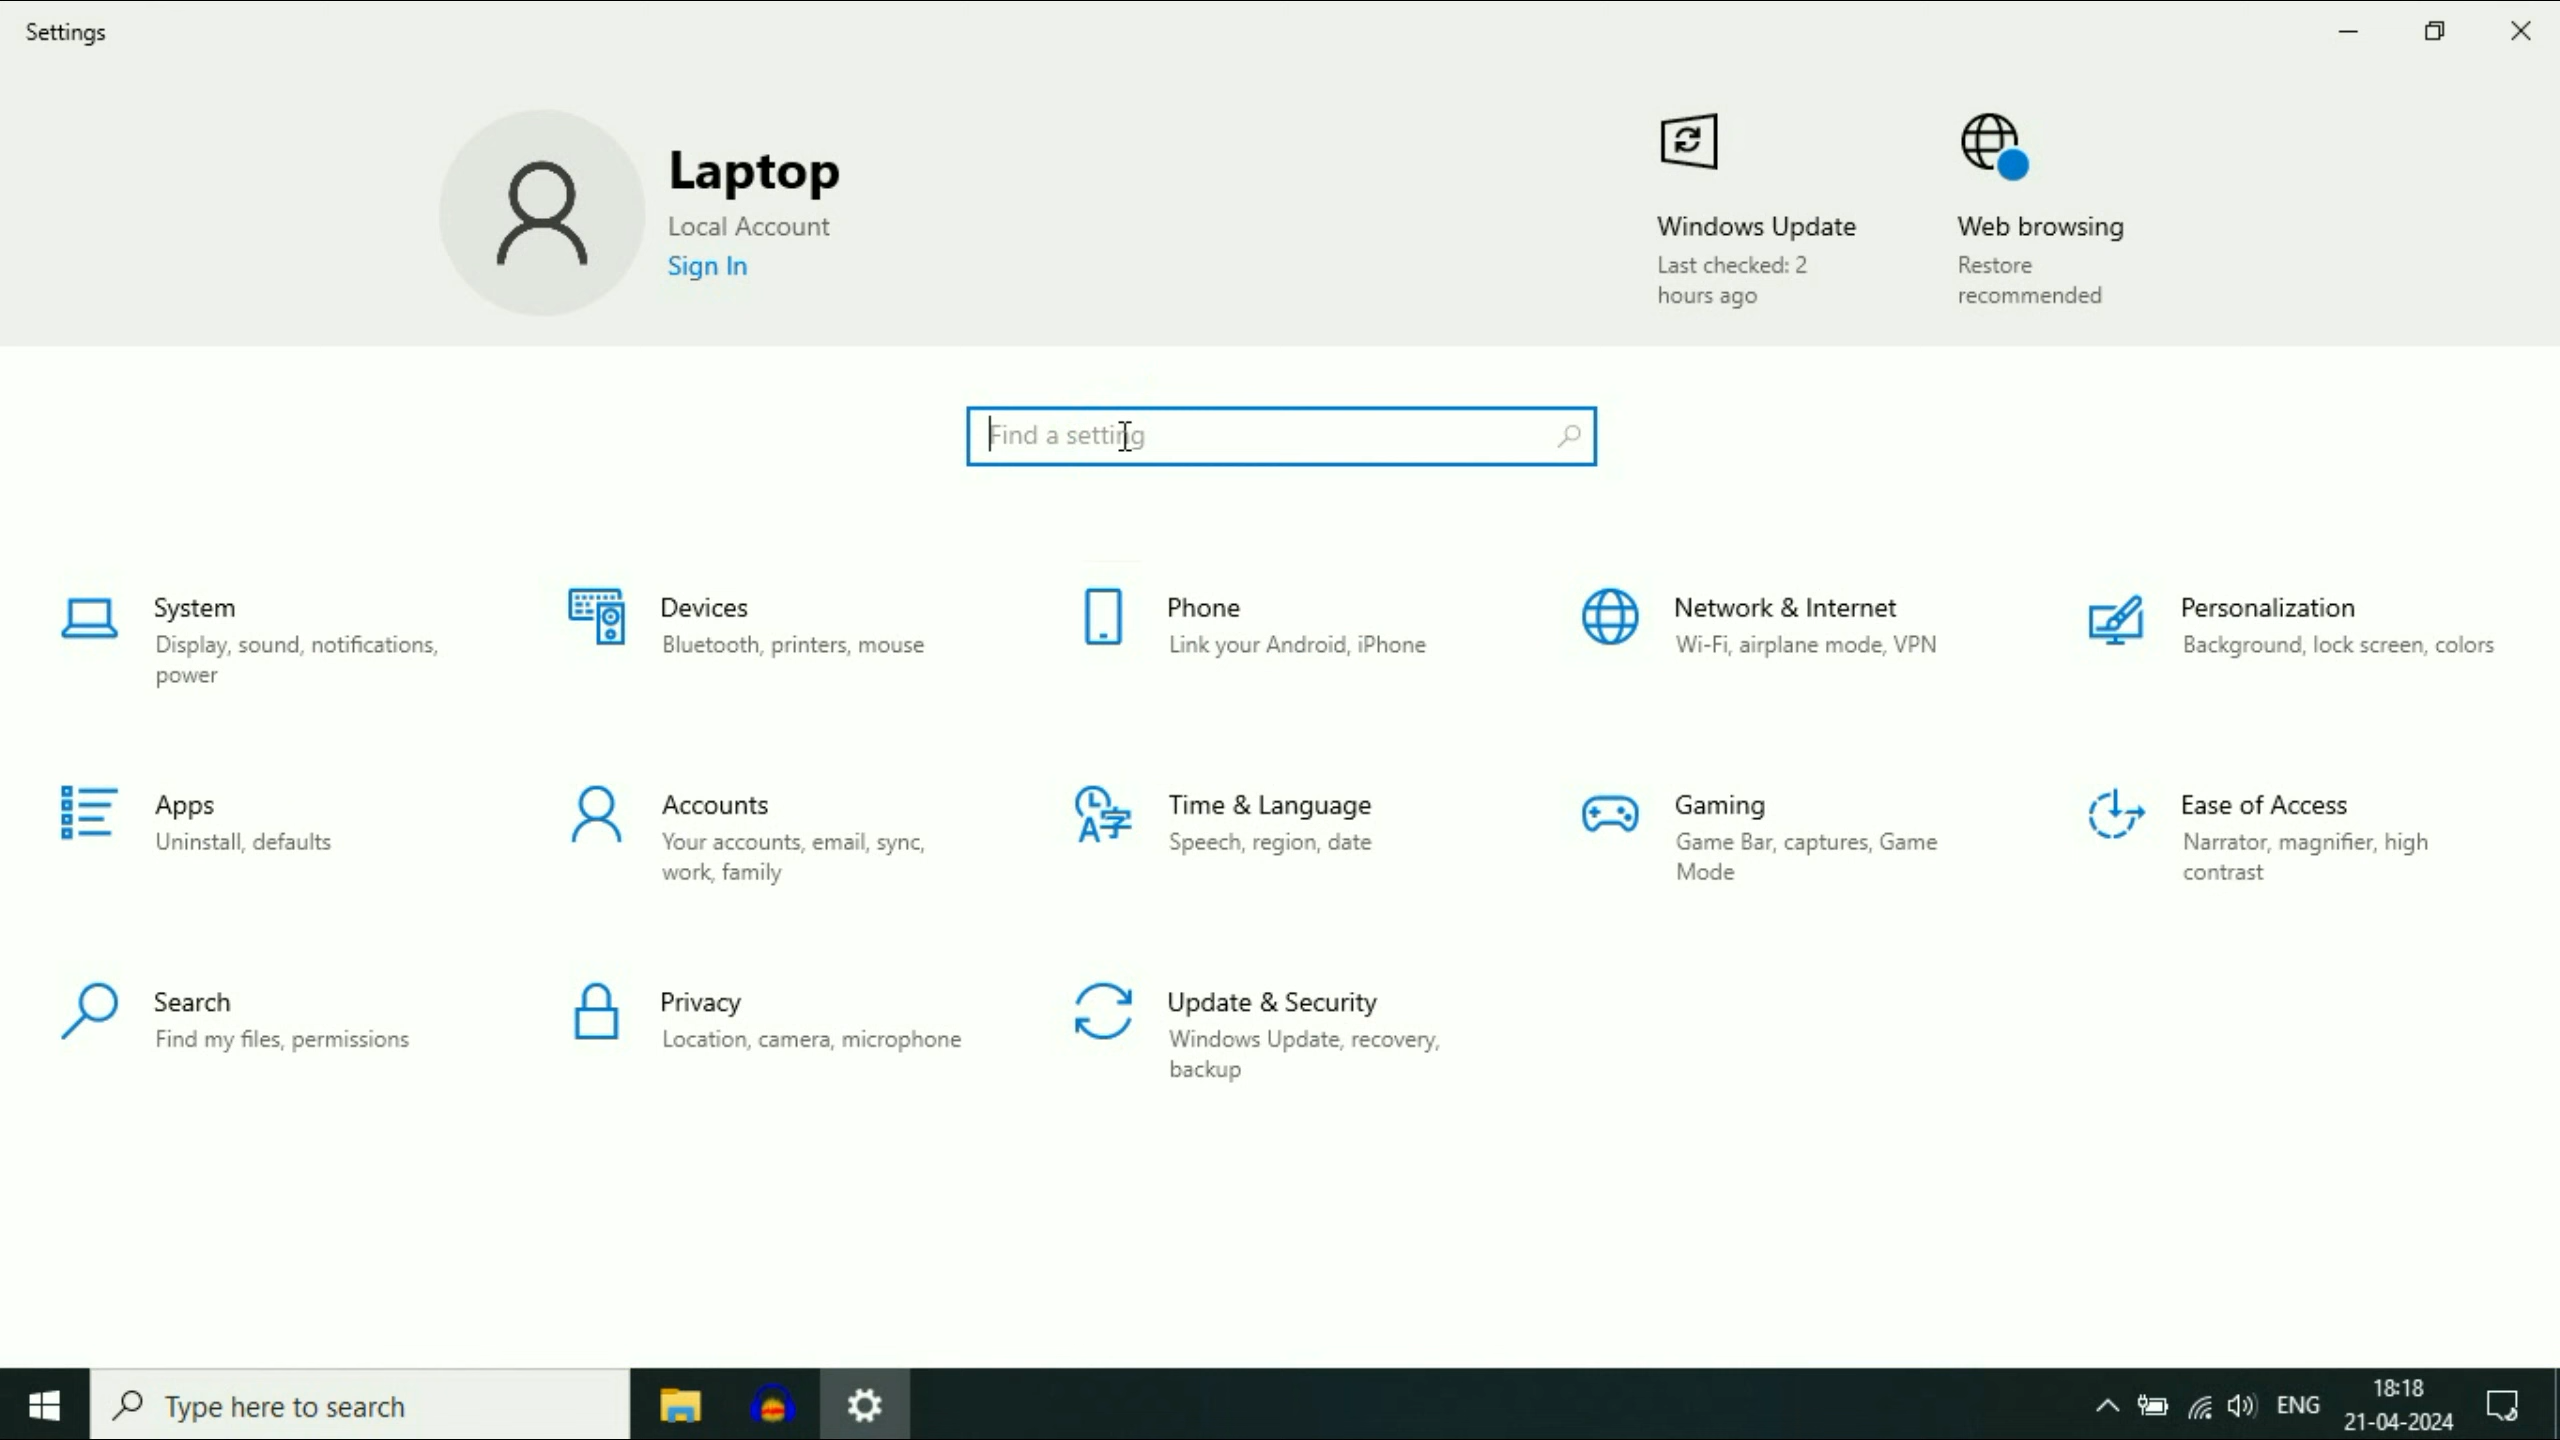 Settings
Laptop
Local Account
Sign In
Windows Update
Last checked: 2
hours ago
Web browsing
Restore
recommended
Find a setting
System
Display, sound, notifications,
power
Devices
Bluetooth, printers, mouse
Phone
Link your Android, iPhone
Network & Internet
Wi-Fi, airplane mode, VPN
Personalization
Background, lock screen, colors
Apps
Uninstall, defaults
Accounts
Your accounts, email, sync,
work, family
Time & Language
Speech, region, date
Gaming
Game Bar, captures, Game
Mode
Ease of Access
Narrator, magnifier, high
contrast
Search
Find my files, permissions
Privacy
Location, camera, microphone
Update & Security
Windows Update, recovery,
backup
Type here to search
ENG
18:18
21-04-2024